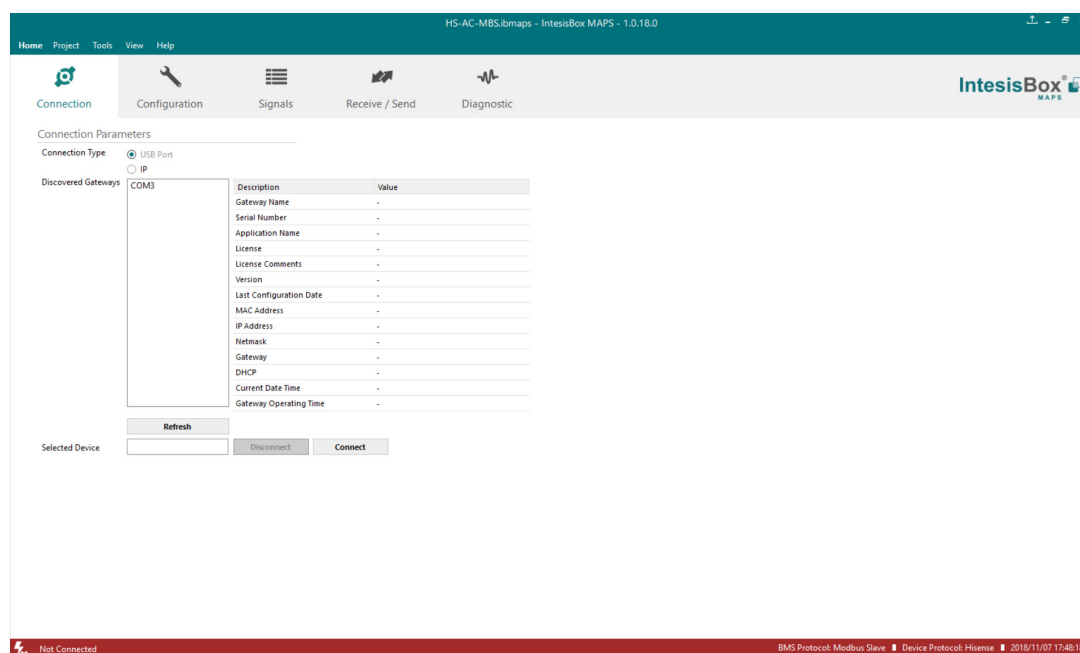 HS-AC-MBS.ibmaps - IntesisBox MAPS - 1.0.18.0
Home Project Tools View Help
Connection Configuration Signals Receive / Send Diagnostic
IntesisBox®
MAPS
Connection Parameters
Connection Type USB Port
IP
Discovered Gateways COM3 Description Value
Gateway Name -
Serial Number -
Application Name -
License -
License Comments -
Version -
Last Configuration Date -
MAC Address -
IP Address -
Netmask -
Gateway -
DHCP -
Current Date Time -
Gateway Operating Time -
Refresh
Selected Device Disconnect Connect
Not Connected BMS Protocol: Modbus Slave Device Protocol: Hisense 2018/11/07 17:48:1